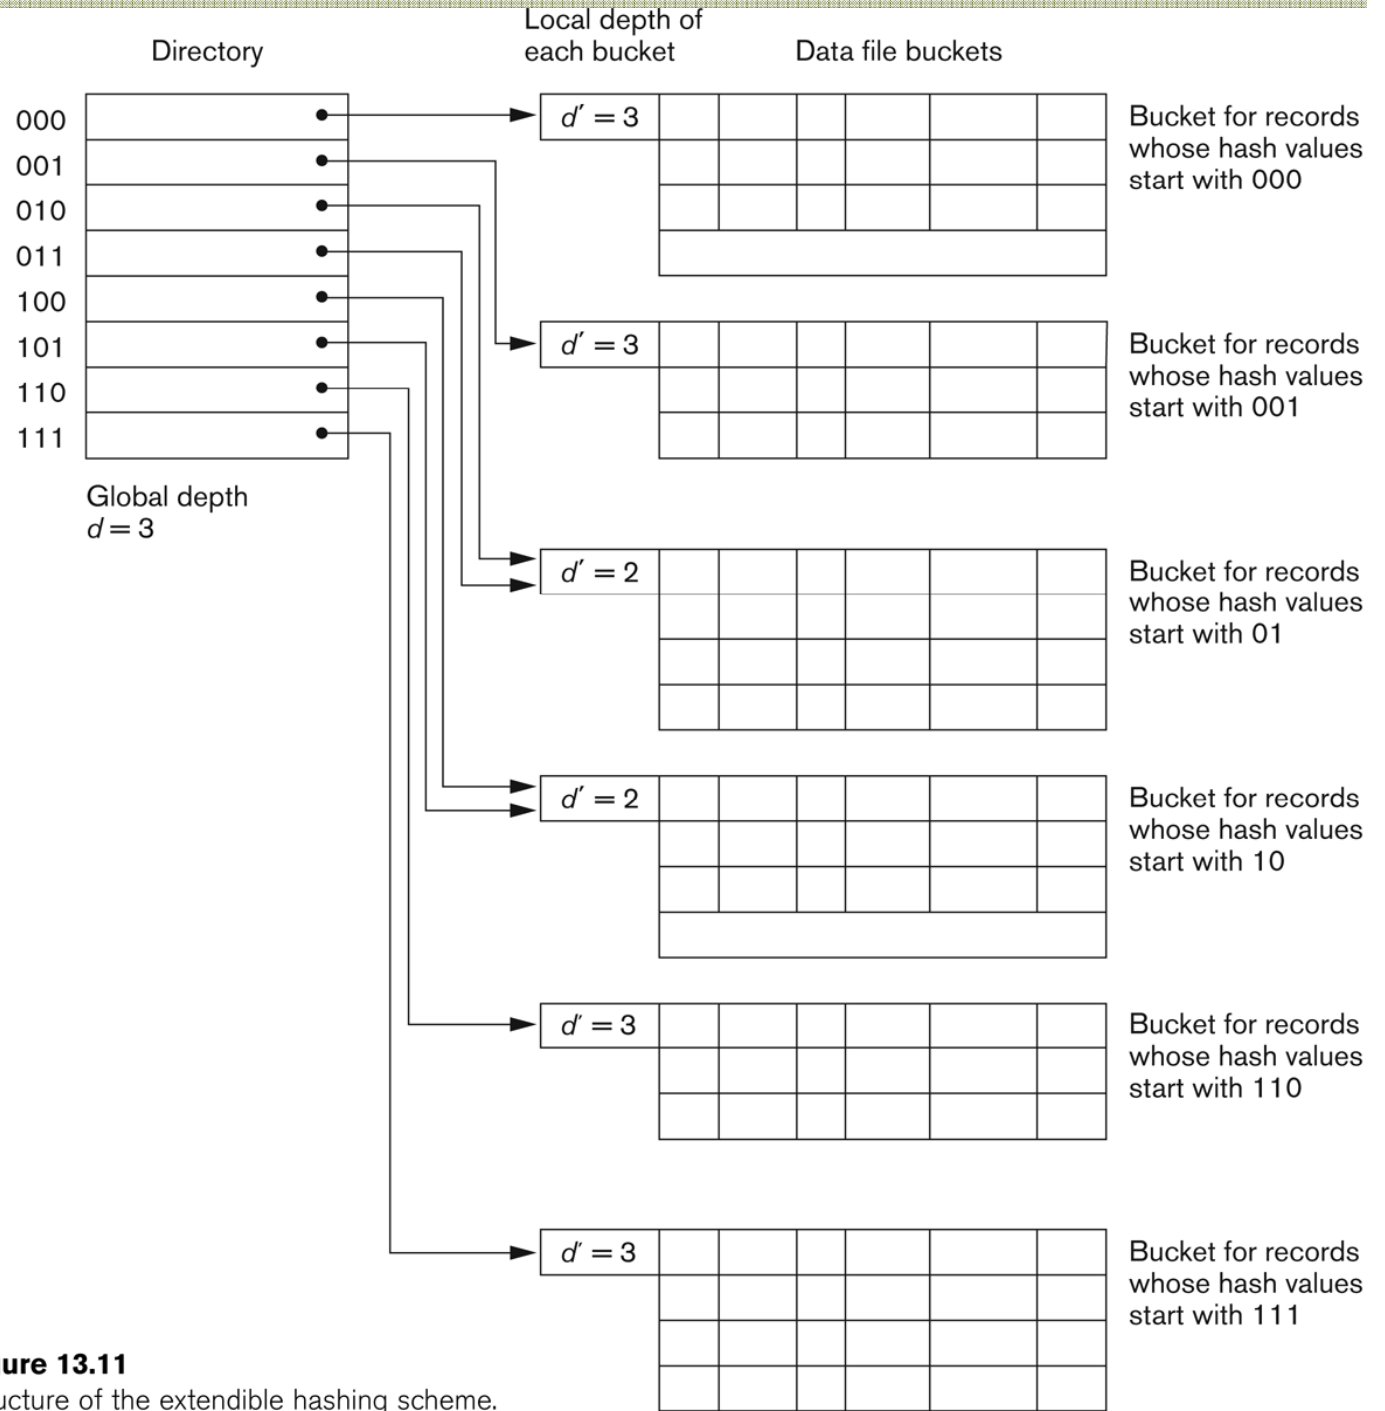 Directory
Local depth of
each bucket
Data file buckets
000
001
010
011
100
101
110
111
Global depth
d = 3
d′ = 3
Bucket for records
whose hash values
start with 000
d′ = 3
Bucket for records
whose hash values
start with 001
d′ = 2
Bucket for records
whose hash values
start with 01
d′ = 2
Bucket for records
whose hash values
start with 10
d′ = 3
Bucket for records
whose hash values
start with 110
d′ = 3
Bucket for records
whose hash values
start with 111
gure 13.11
ucture of the extendible hashing scheme.